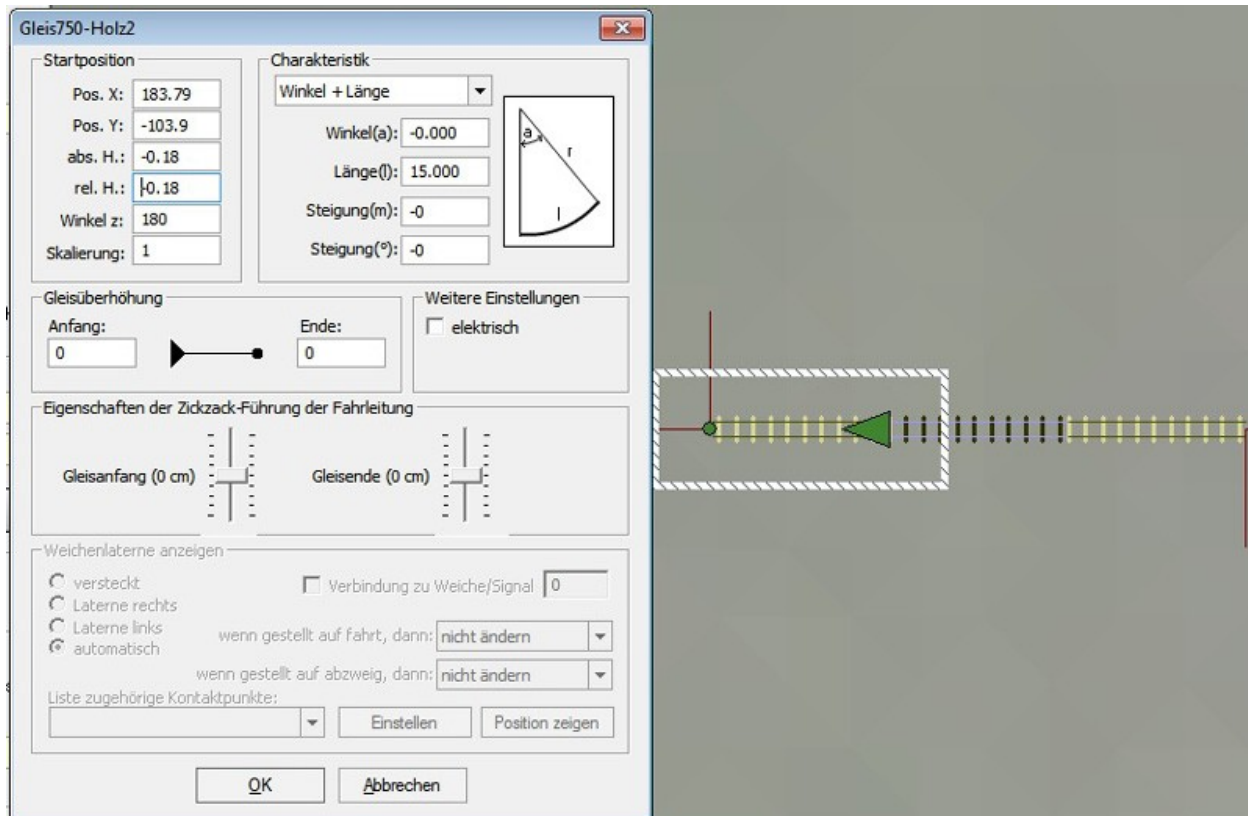 Gleis750-Holz2
Startposition
Pos. X: 183.79
Pos. Y: -103.9
abs. H.: -0.18
rel. H.: -0.18
Winkel z: 180
Skalierung: 1
Charakteristik
Winkel + Länge
Winkel(a): -0.000
Länge(l): 15.000
Steigung(m): -0
Steigung(°): -0
a
r
l
Gleisüberhöhung
Anfang: Ende:
0 0
Weitere Einstellungen
elektrisch
Eigenschaften der Zickzack-Führung der Fahrleitung
Gleisanfang (0 cm) Gleisende (0 cm)
Weichenlaterne anzeigen
versteckt
Laterne rechts
Laterne links
automatisch
Verbindung zu Weiche/Signal 0
wenn gestellt auf fahrt, dann: nicht ändern
wenn gestellt auf abzweig, dann: nicht ändern
Liste zugehörige Kontaktpunkte:
Einstellen Position zeigen
OK Abbrechen